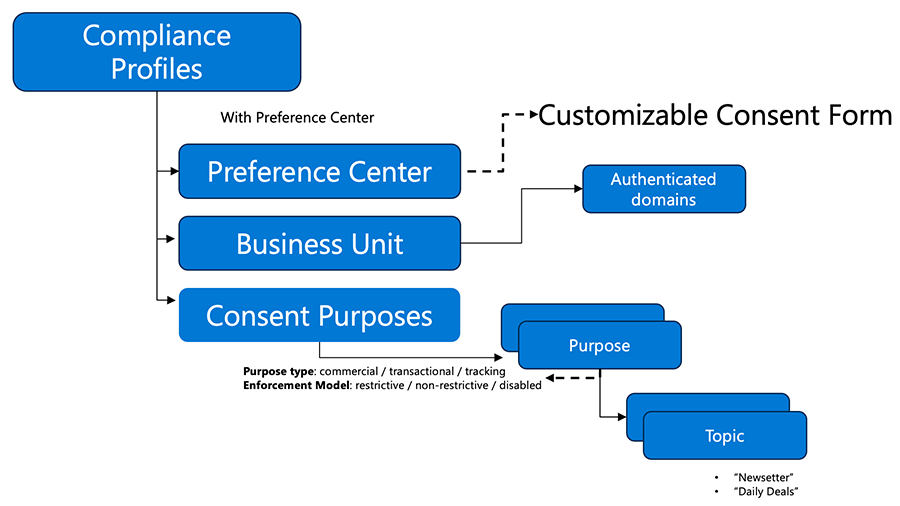 Compliance
Profiles
With Preference Center
Customizable Consent Form
Preference Center
Authenticated
domains
Business Unit
Consent Purposes
Purpose
Purpose type: commercial / transactional / tracking
Enforcement Model: restrictive / non-restrictive / disabled
Topic
• “Newsetter”
• “Daily Deals”